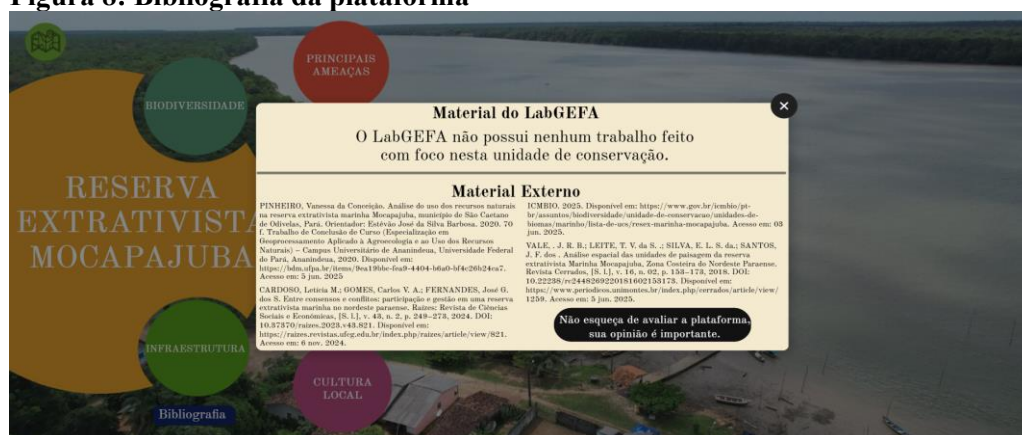 Figura 8: Bibliografia da plataforma
PRINCIPAIS
AMEAÇAS
BIODIVERSIDADE
RESERVA
EXTRATIVISTA
MOCAPAJUBA
INFRAESTRUTURA
CULTURA
LOCAL
Bibliografia
Material do LabGEFA
O LabGEFA não possui nenhum trabalho feito
com foco nesta unidade de conservação.
Material Externo
PINHEIRO, Vanessa da Conceição. Análise do uso dos recursos naturais
na reserva extrativista marinha Mocapajuba, município de São Caetano
de Odivelas, Pará. Orientador: Estêvão José da Silva Barbosa. 2020. 70
f. Trabalho de Conclusão de Curso (Especialização em
Geoprocessamento Aplicado à Agroecologia e ao Uso dos Recursos
Naturais) – Campus Universitário de Ananindeua, Universidade Federal
do Pará, Ananindeua, 2020. Disponível em:
https://bdm.ufpa.br/items/9ea19bbc-fea9-4404-b6a0-bf4c26b24ca7.
Acesso em: 5 jun. 2025
CARDOSO, Letícia M.; GOMES, Carlos V. A.; FERNANDES, José G.
dos S. Entre consensos e conflitos: participação e gestão em uma reserva
extrativista marinha no nordeste paraense. Raízes: Revista de Ciências
Sociais e Econômicas, [S. l.], v. 43, n. 2, p. 249–273, 2024. DOI:
10.37370/raizes.2023.v43.821. Disponível em:
https://raizes.revistas.ufcg.edu.br/index.php/raizes/article/view/821.
Acesso em: 6 nov. 2024.
ICMBIO. 2025. Disponível em: https://www.gov.br/icmbio/pt-
br/assuntos/biodiversidade/unidade-de-conservacao/unidades-de-
biomas/marinho/lista-de-ucs/resex-marinha-mocapajuba. Acesso em: 03
jun. 2025.
VALE, . J. R. B.; LEITE, T. V. da S. .; SILVA, E. L. S. da.; SANTOS,
J. F. dos . Análise espacial das unidades de paisagem da reserva
extrativista Marinha Mocapajuba, Zona Costeira do Nordeste Paraense.
Revista Cerrados, [S. l.], v. 16, n. 02, p. 153–173, 2018. DOI:
10.22238/rc24482692201816021​53173. Disponível em:
https://www.periodicos.unimontes.br/index.php/cerrados/article/view/
1259. Acesso em: 5 jun. 2025.
Não esqueça de avaliar a plataforma,
sua opinião é importante.